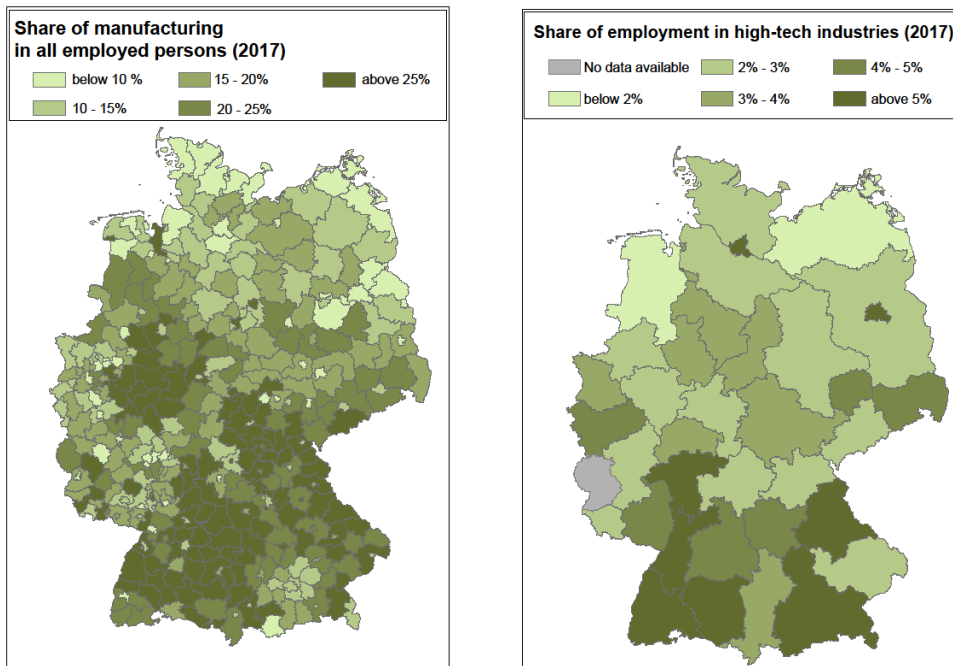 Share of manufacturing
in all employed persons (2017)
below 10 %
15 - 20%
above 25%
10 - 15%
20 - 25%
Share of employment in high-tech industries (2017)
No data available
2% - 3%
4% - 5%
below 2%
3% - 4%
above 5%